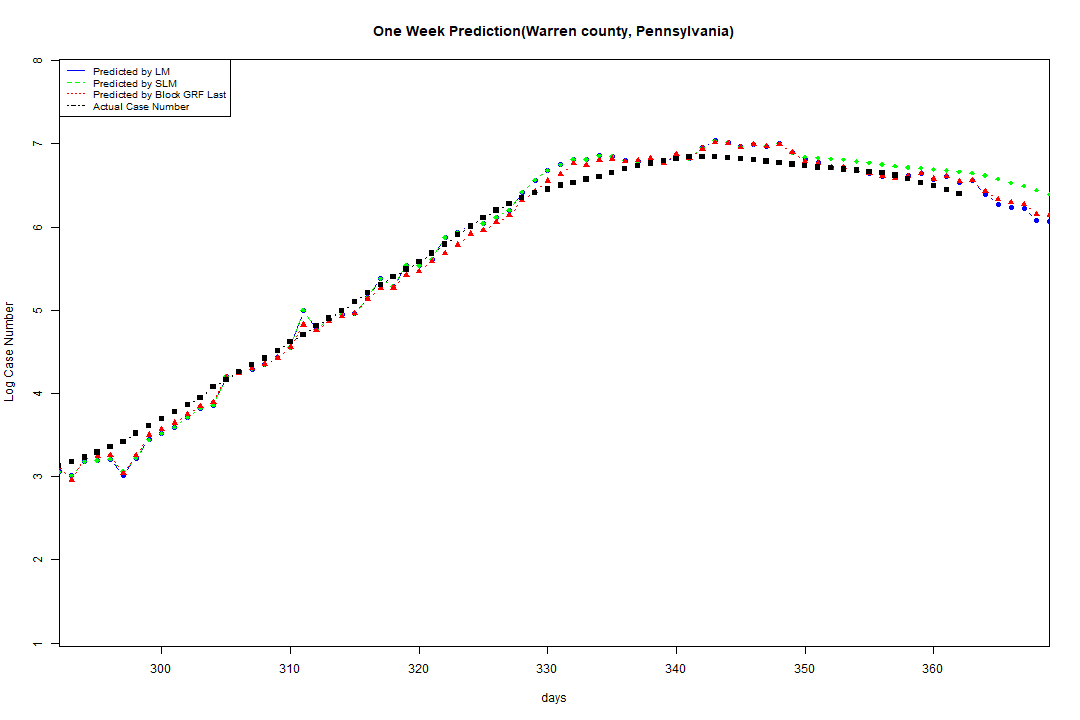 One Week Prediction(Warren county, Pennsylvania)
8
Predicted by LM
Predicted by SLM
Predicted by Block GRF Last
Actual Case Number
7
6
5
4
3
2
1
Log Case Number
300 310 320 330 340 350 360
days